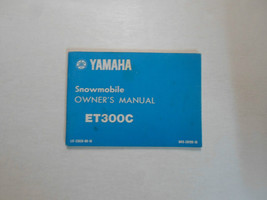 YAMAHA
Snowmobile
OWNER'S MANUAL
ET300C